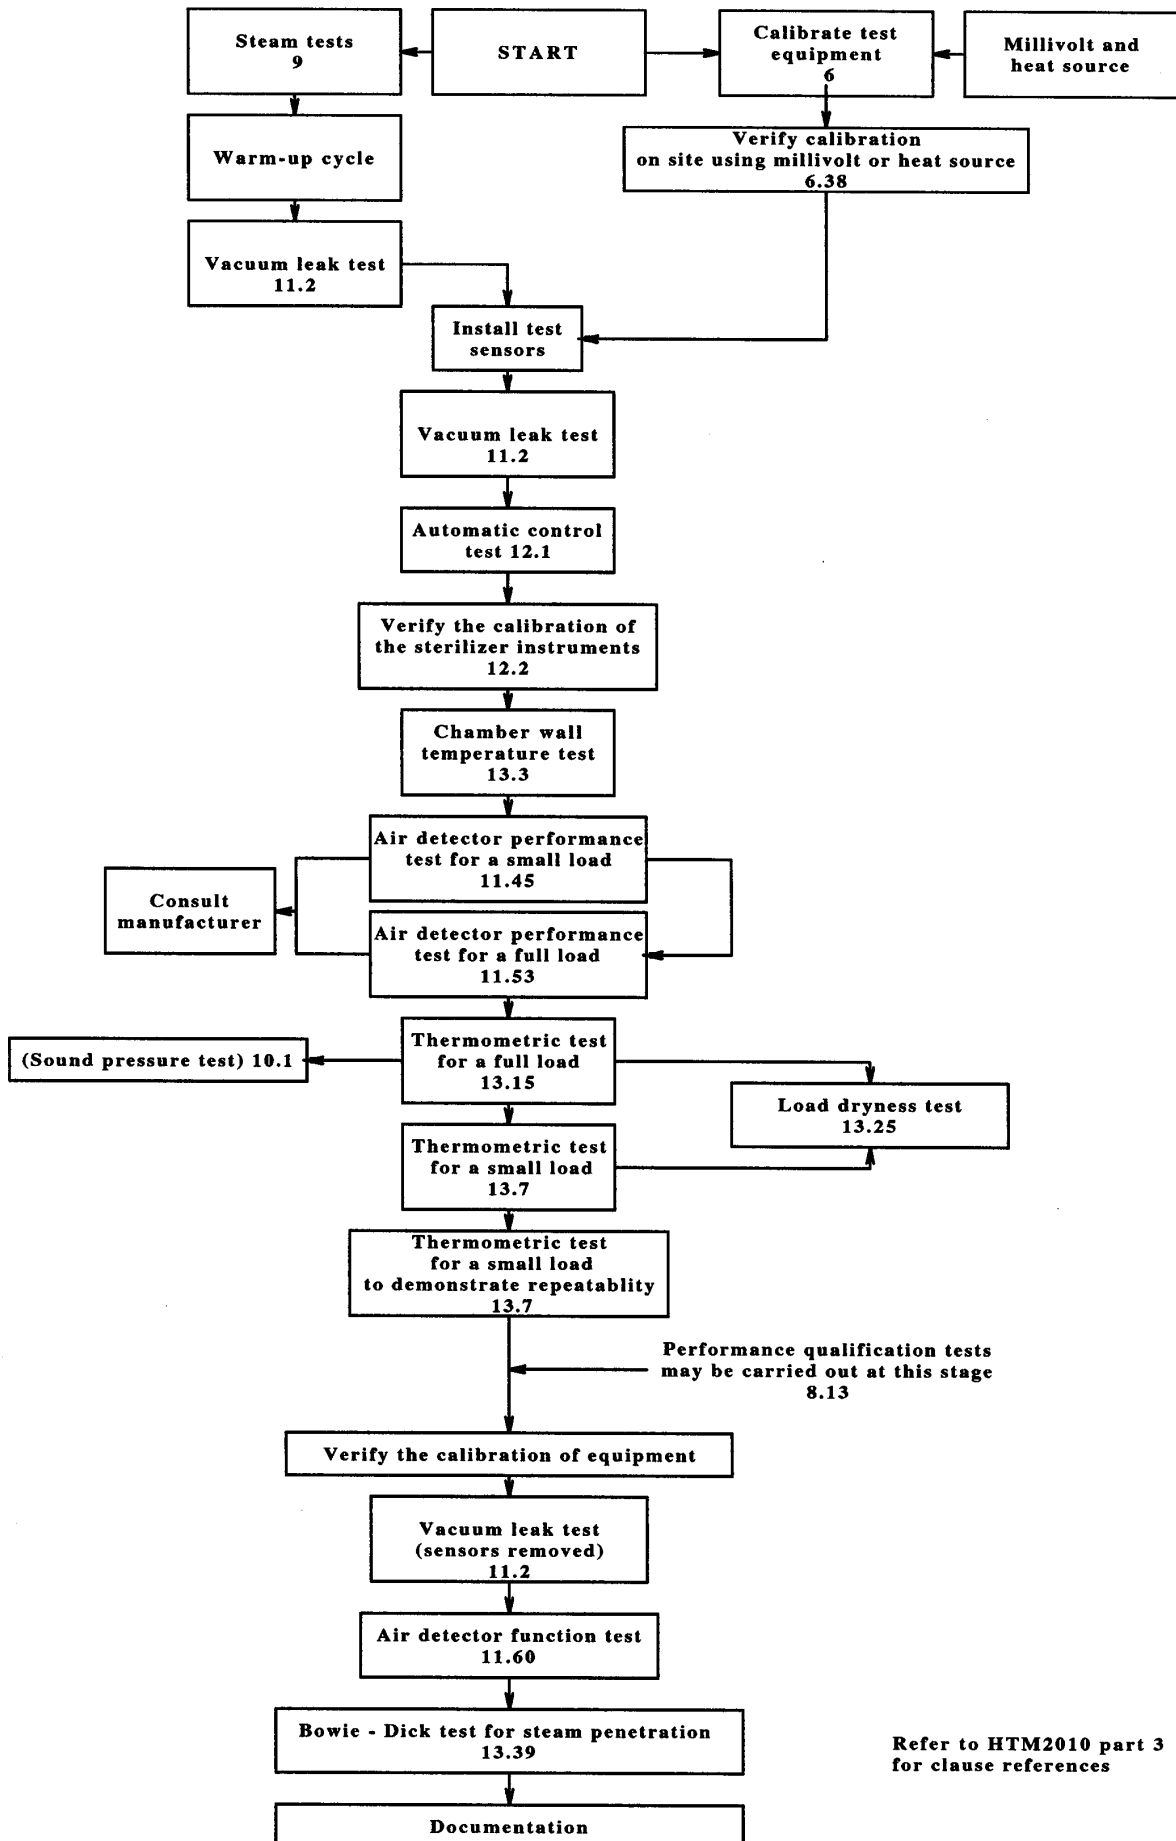 Steam tests
9
START
Calibrate test
equipment
6
Millivolt and
heat source
Warm-up cycle
Verify calibration
on site using millivolt or heat source
6.38
Vacuum leak test
11.2
Install test
sensors
Vacuum leak test
11.2
Automatic control
test 12.1
Verify the calibration of
the sterilizer instruments
12.2
Chamber wall
temperature test
13.3
Air detector performance
test for a small load
11.45
Consult
manufacturer
Air detector performance
test for a full load
11.53
Thermometric test
for a full load
13.15
(Sound pressure test) 10.1
Load dryness test
13.25
Thermometric test
for a small load
13.7
Thermometric test
for a small load
to demonstrate repeatablity
13.7
Performance qualification tests
may be carried out at this stage
8.13
Verify the calibration of equipment
Vacuum leak test
(sensors removed)
11.2
Air detector function test
11.60
Bowie - Dick test for steam penetration
13.39
Refer to HTM2010 part 3
for clause references
Documentation